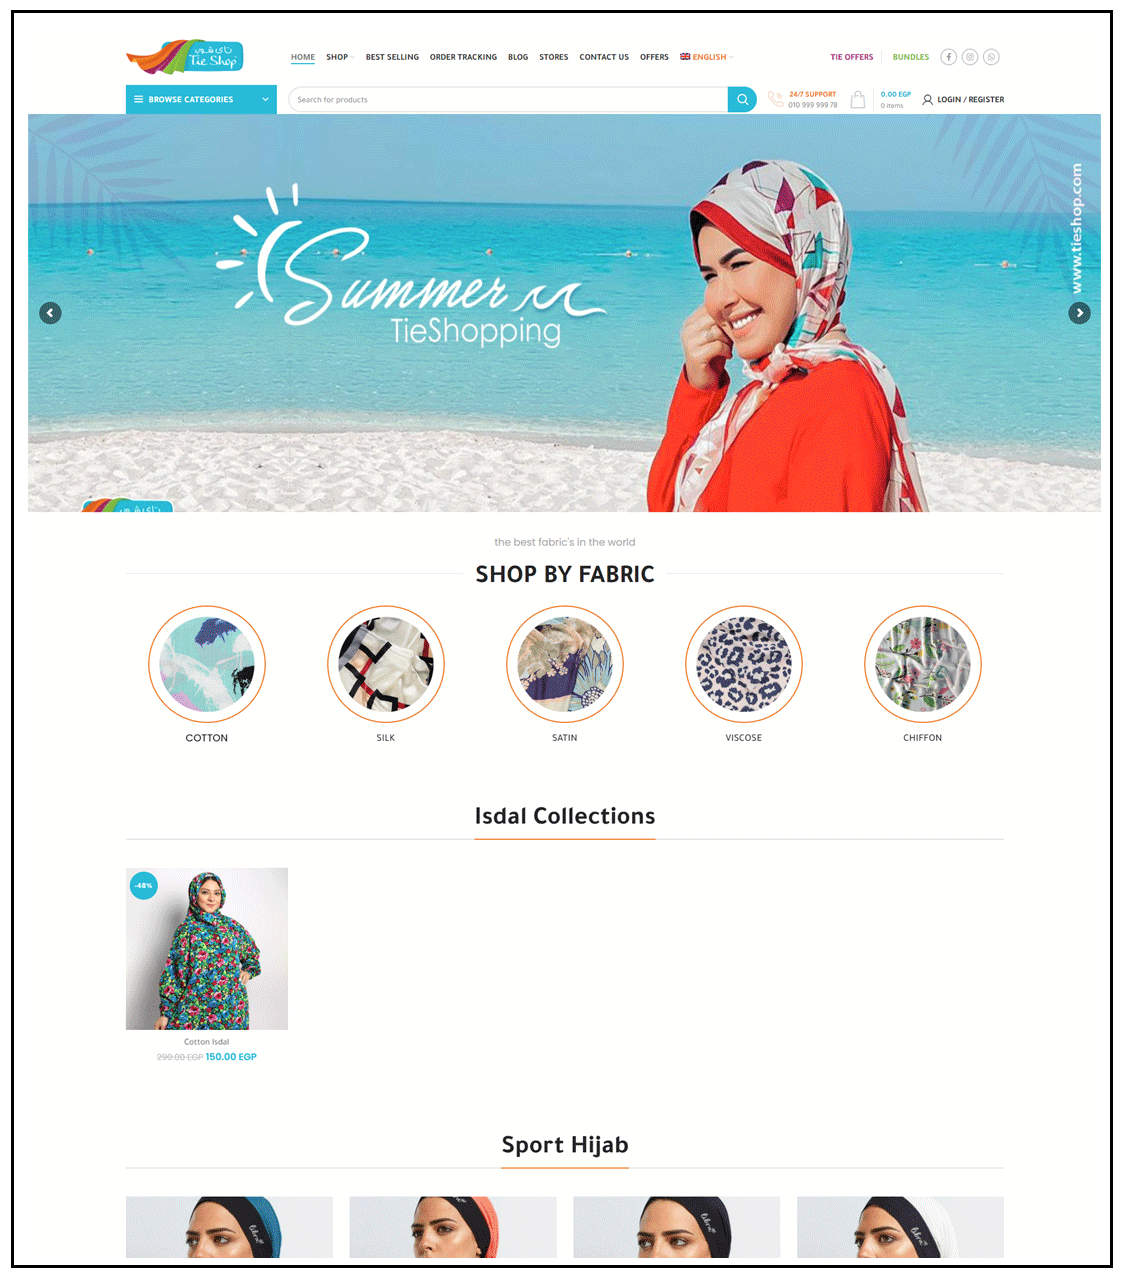 تاي شوب
Tie Shop
HOME SHOP BEST SELLING ORDER TRACKING BLOG STORES CONTACT US OFFERS ENGLISH
TIE OFFERS BUNDLES
BROWSE CATEGORIES
Search for products
24/7 SUPPORT
010 999 999 78
0.00 EGP
0 items
LOGIN / REGISTER
www.tieshop.com
Summer
TieShopping
the best fabric's in the world
SHOP BY FABRIC
COTTON SILK SATIN VISCOSE CHIFFON
Isdal Collections
-48%
Cotton Isdal
290.00 EGP 150.00 EGP
Sport Hijab